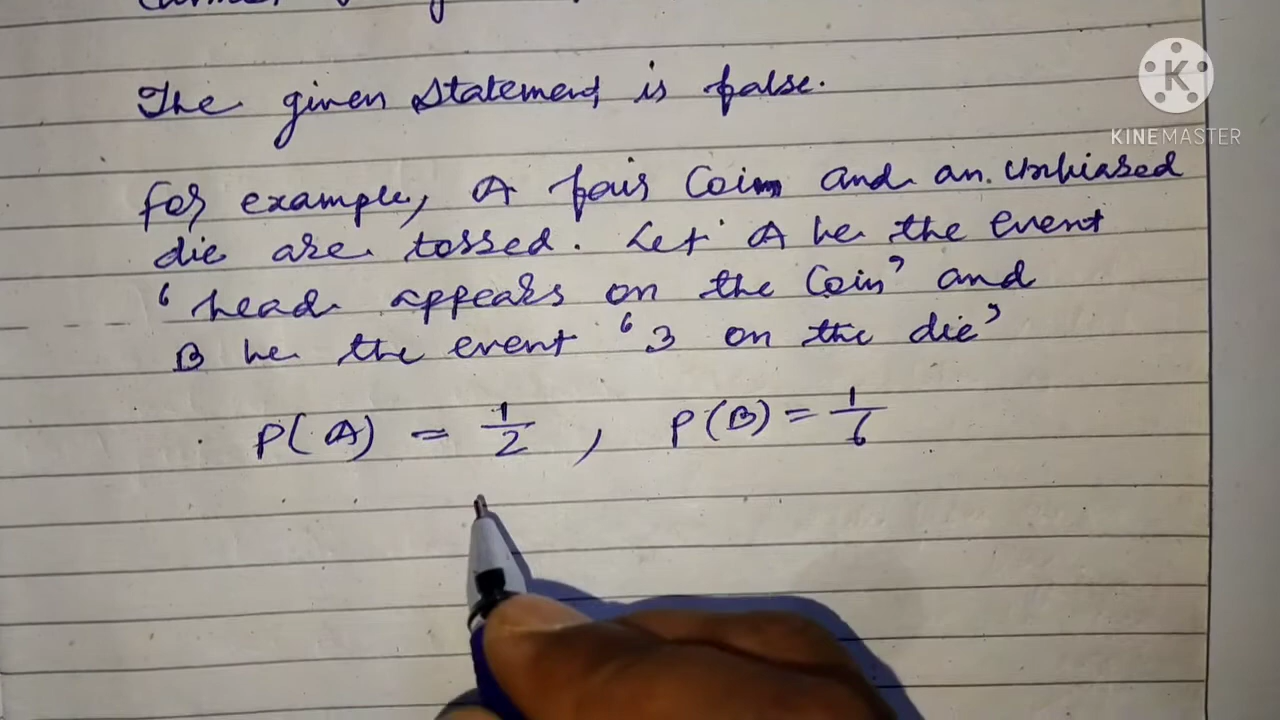 The given statement is false.
For example, A fair Coin and an unbiased
die are tossed. Let A be the event
‘head appears on the Coin’ and
B be the event ‘3 on the die’
P(A) = 1/2 , P(B) = 1/6
K
KINEMASTER